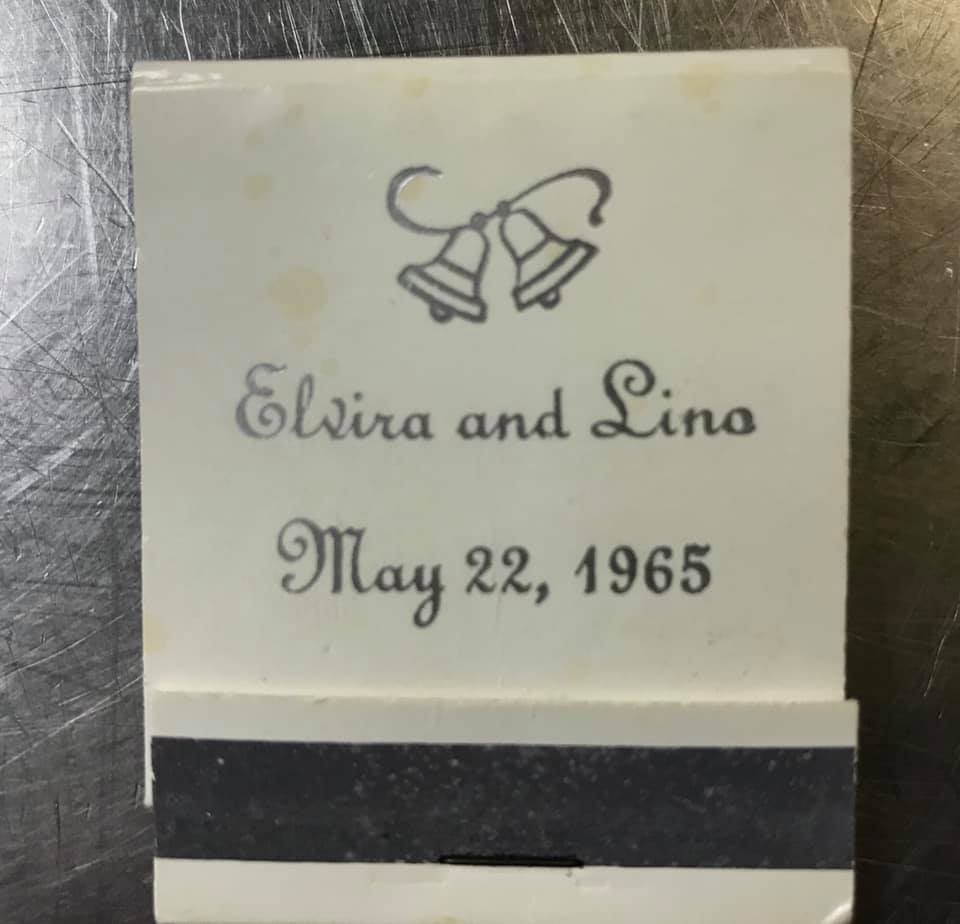 Elvira and Lino
May 22, 1965